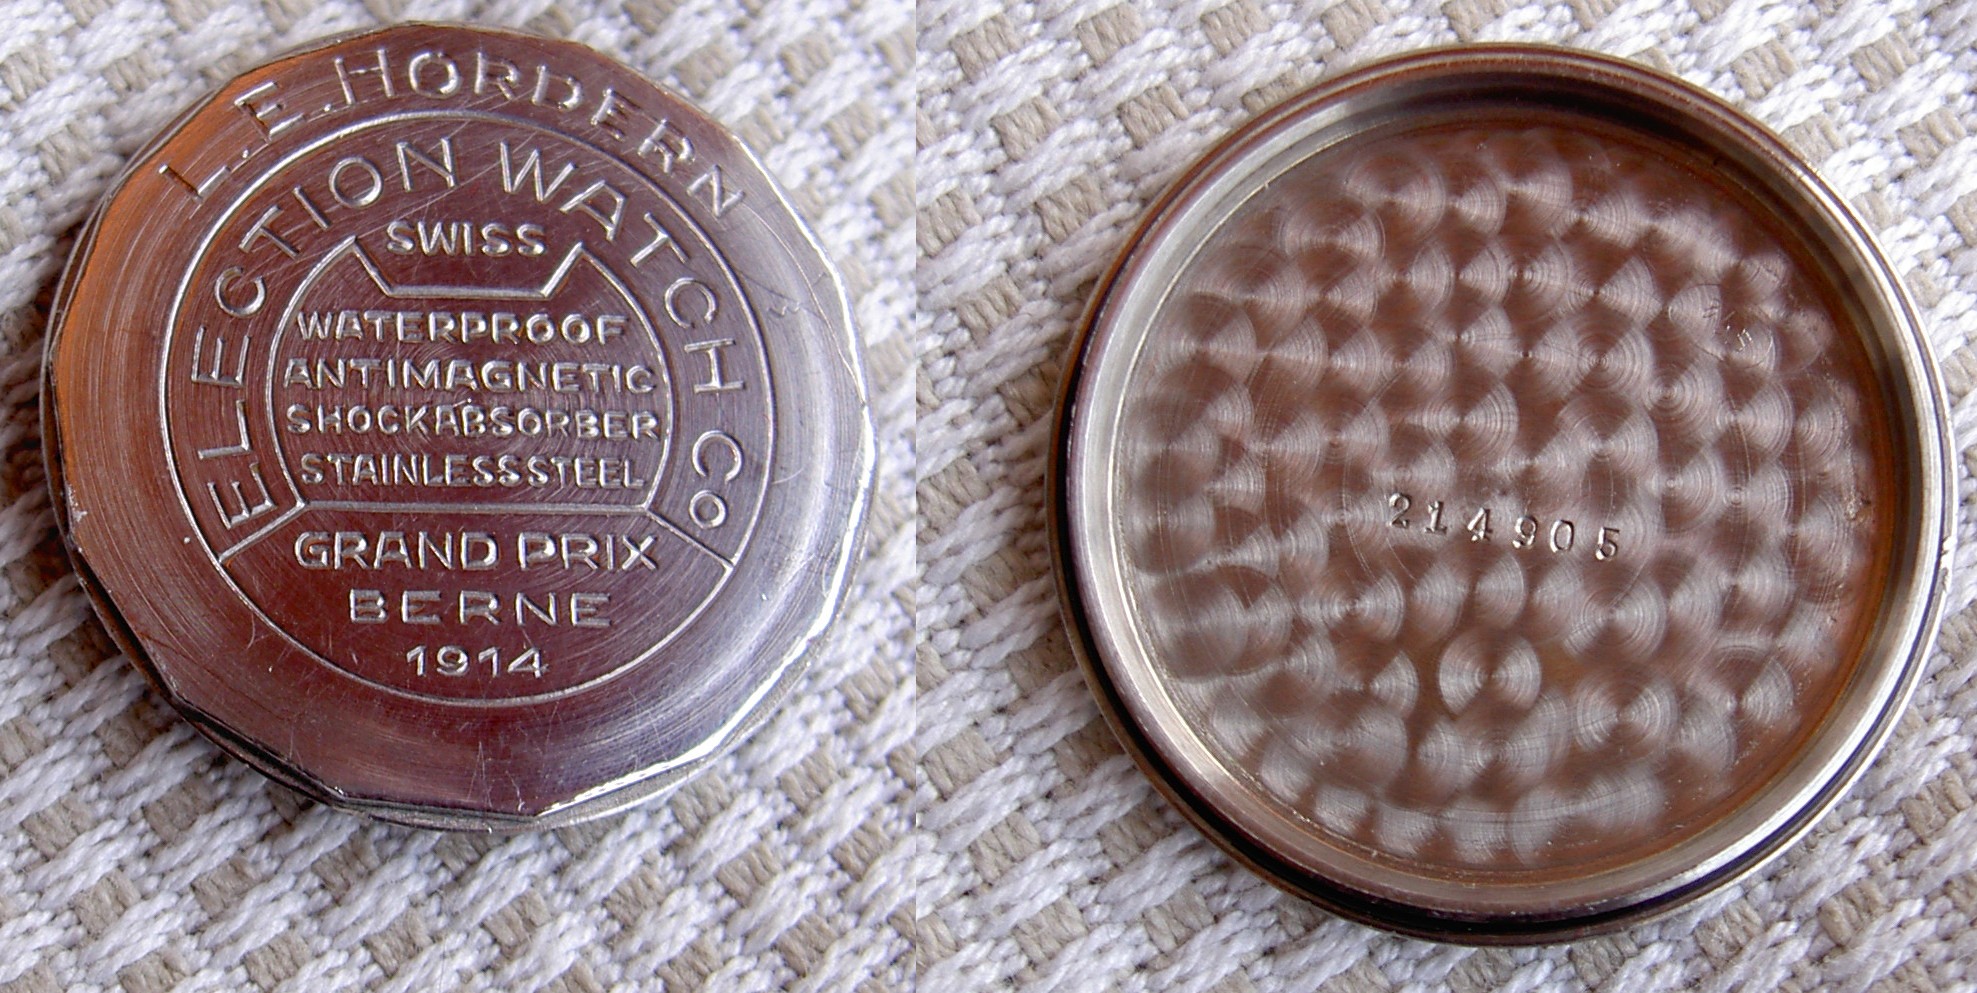 L.E.HORDERN
ELECTION WATCH Co
SWISS
WATERPROOF
ANTIMAGNETIC
SHOCKABSORBER
STAINLESSSTEEL
GRAND PRIX
BERNE
1914
214905